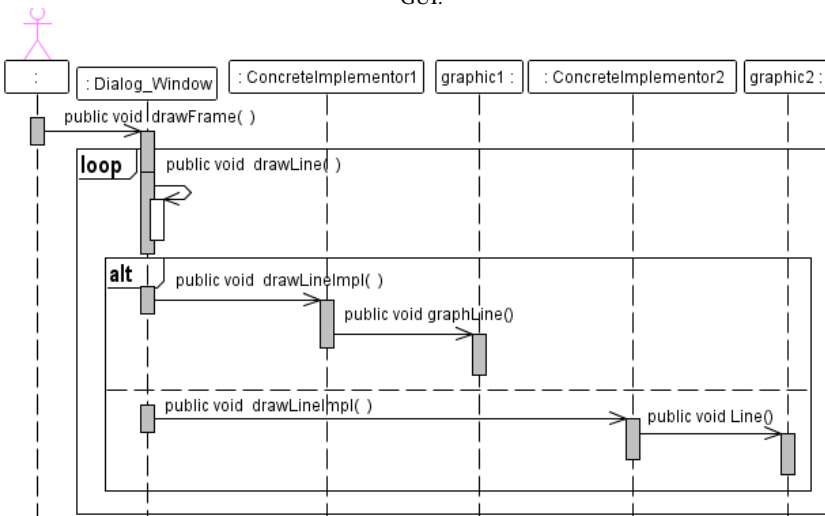 GUI.
:
: Dialog_Window
: ConcreteImplementor1
graphic1 :
: ConcreteImplementor2
graphic2 :
public void drawFrame( )
loop
public void drawLine( )
alt
public void drawLineImpl( )
public void graphLine()
public void drawLineImpl( )
public void Line()